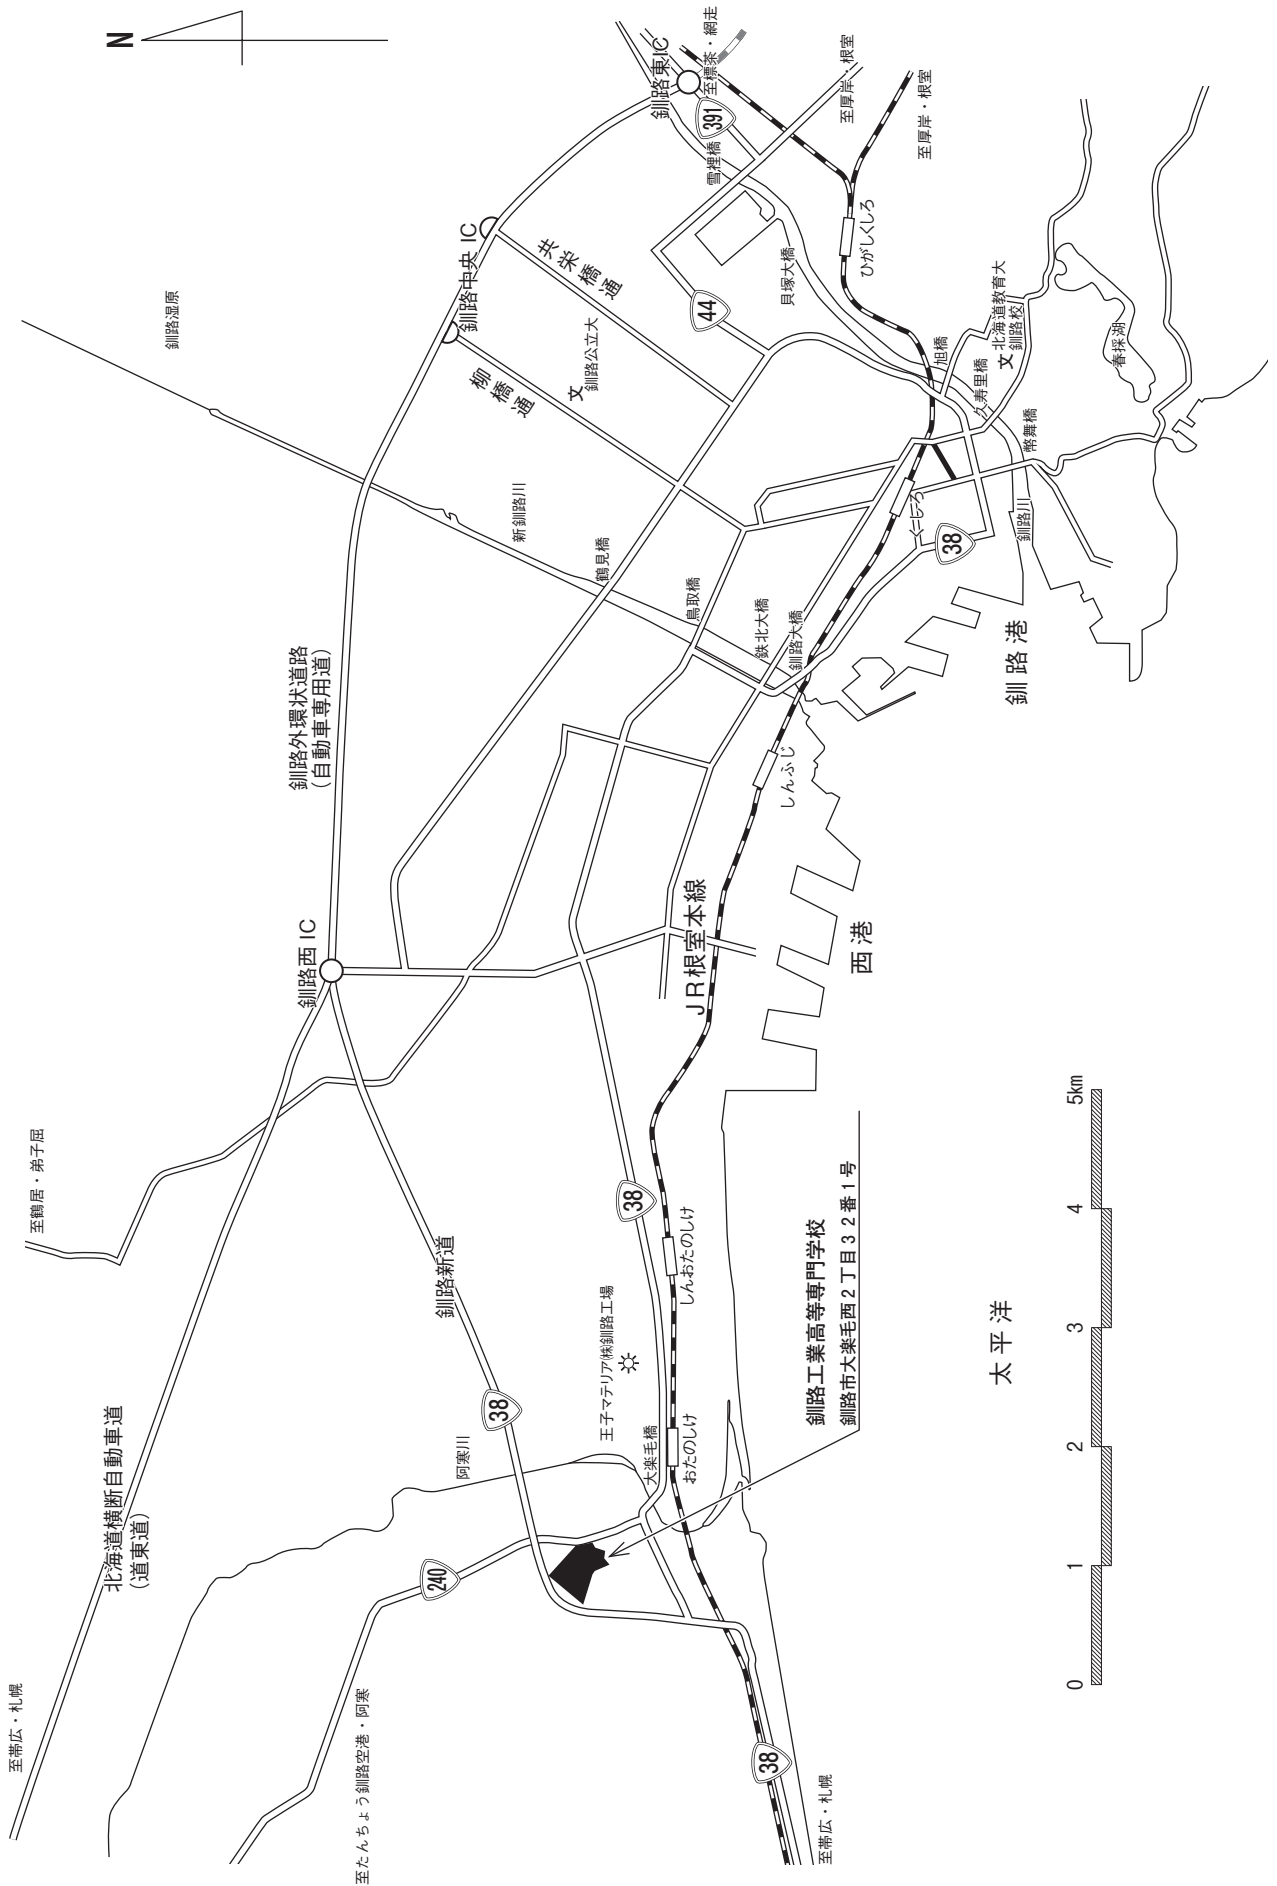 N
釧路湿原
釧路中央 IC
釧路東IC
至標茶・網走
391
雪裡橋
至厚岸・根室
至厚岸・根室
共栄橋通
柳橋通
文
釧路公立大
44
貝塚大橋
ひがしくしろ
旭橋
北海道教育大
釧路校
文
久寿里橋
春採湖
幣舞橋
釧路川
くしろ
38
新釧路川
鶴見橋
鳥取橋
鉄北大橋
釧路大橋
釧路港
釧路外環状道路
(自動車専用道)
しんふじ
JR根室本線
西港
釧路西 IC
至鶴居・弟子屈
釧路新道
38
38
しんおたのしけ
王子マテリア㈱釧路工場
大楽毛橋
おたのしけ
阿寒川
北海道横断自動車道
(道東道)
240
至帯広・札幌
至たんちょう釧路空港・阿寒
38
至帯広・札幌
釧路工業高等専門学校
釧路市大楽毛西2丁目32番1号
太平洋
0 1 2 3 4 5km